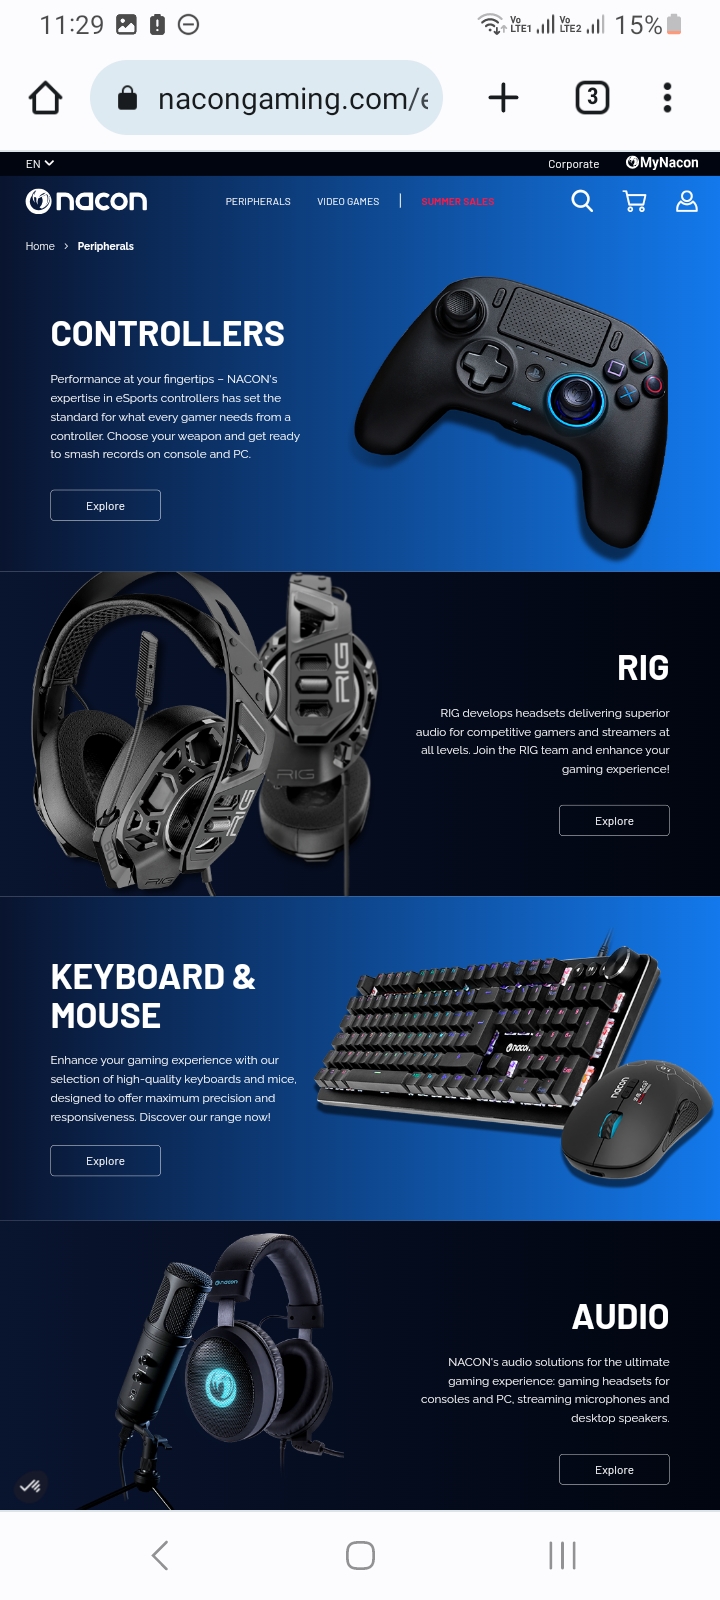 11:29
Vo LTE1 Vo LTE2 15%
nacongaming.com/e
3
EN
Corporate MyNacon
nacon
PERIPHERALS VIDEO GAMES | SUMMER SALES
Home > Peripherals
CONTROLLERS
Performance at your fingertips – NACON's
expertise in eSports controllers has set the
standard for what every gamer needs from a
controller. Choose your weapon and get ready
to smash records on console and PC.
Explore
RIG
RIG
RIG
RIG
RIG develops headsets delivering superior
audio for competitive gamers and streamers at
all levels. Join the RIG team and enhance your
gaming experience!
Explore
KEYBOARD &
MOUSE
Enhance your gaming experience with our
selection of high-quality keyboards and mice,
designed to offer maximum precision and
responsiveness. Discover our range now!
Explore
nacon
nacon
nacon
AUDIO
NACON's audio solutions for the ultimate
gaming experience: gaming headsets for
consoles and PC, streaming microphones and
desktop speakers.
Explore